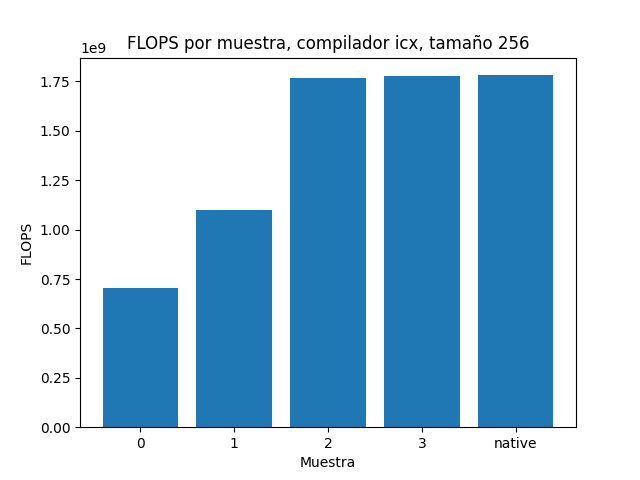 FLOPS por muestra, compilador icx, tamaño 256
1e9
1.75
1.50
1.25
1.00
0.75
0.50
0.25
0.00
FLOPS
0 1 2 3 native
Muestra